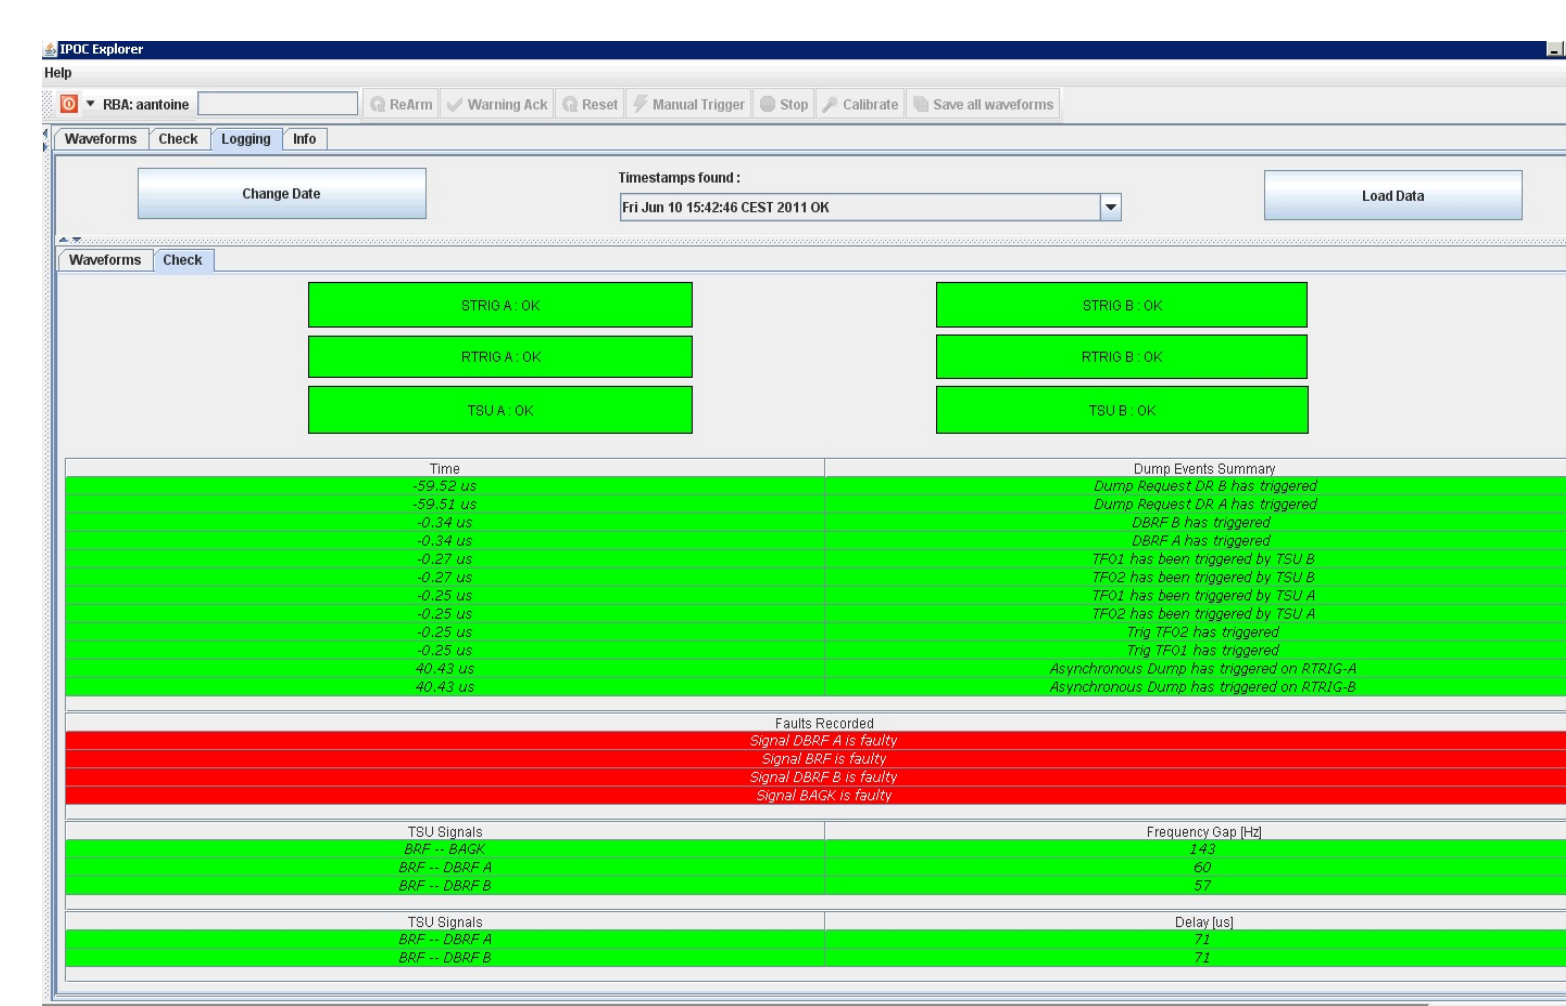 IPOC Explorer
Help
RBA: aantoine ReArm Warning Ack Reset Manual Trigger Stop Calibrate Save all waveforms
Waveforms Check Logging Info
Timestamps found :
Change Date Fri Jun 10 15:42:46 CEST 2011 OK Load Data
Waveforms Check
STRIG A : OK STRIG B : OK
RTRIG A : OK RTRIG B : OK
TSU A : OK TSU B : OK
Time Dump Events Summary
-59.52 us Dump Request DR B has triggered
-59.51 us Dump Request DR A has triggered
-0.34 us DBRF B has triggered
-0.34 us DBRF A has triggered
-0.27 us TFO1 has been triggered by TSU B
-0.27 us TFO2 has been triggered by TSU B
-0.25 us TFO1 has been triggered by TSU A
-0.25 us TFO2 has been triggered by TSU A
-0.25 us Trig TFO2 has triggered
-0.25 us Trig TFO1 has triggered
40.43 us Asynchronous Dump has triggered on RTRIG-A
40.43 us Asynchronous Dump has triggered on RTRIG-B
Faults Recorded
Signal DBRF A is faulty
Signal BRF is faulty
Signal DBRF B is faulty
Signal BAGK is faulty
TSU Signals Frequency Gap [Hz]
BRF -- BAGK 143
BRF -- DBRF A 60
BRF -- DBRF B 57
TSU Signals Delay [us]
BRF -- DBRF A 71
BRF -- DBRF B 71